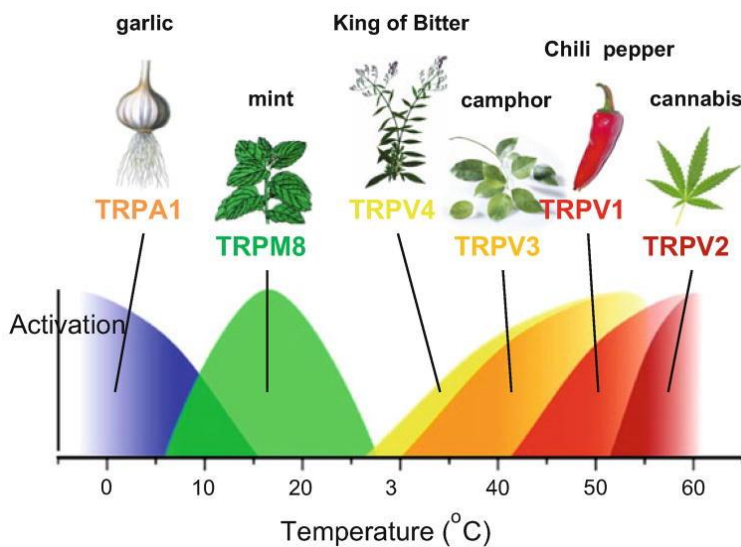 garlic
King of Bitter
Chili pepper
mint
camphor
cannabis
TRPA1
TRPM8
TRPV4
TRPV3
TRPV1
TRPV2
Activation
0 10 20 3 40 50 60
Temperature (°C)